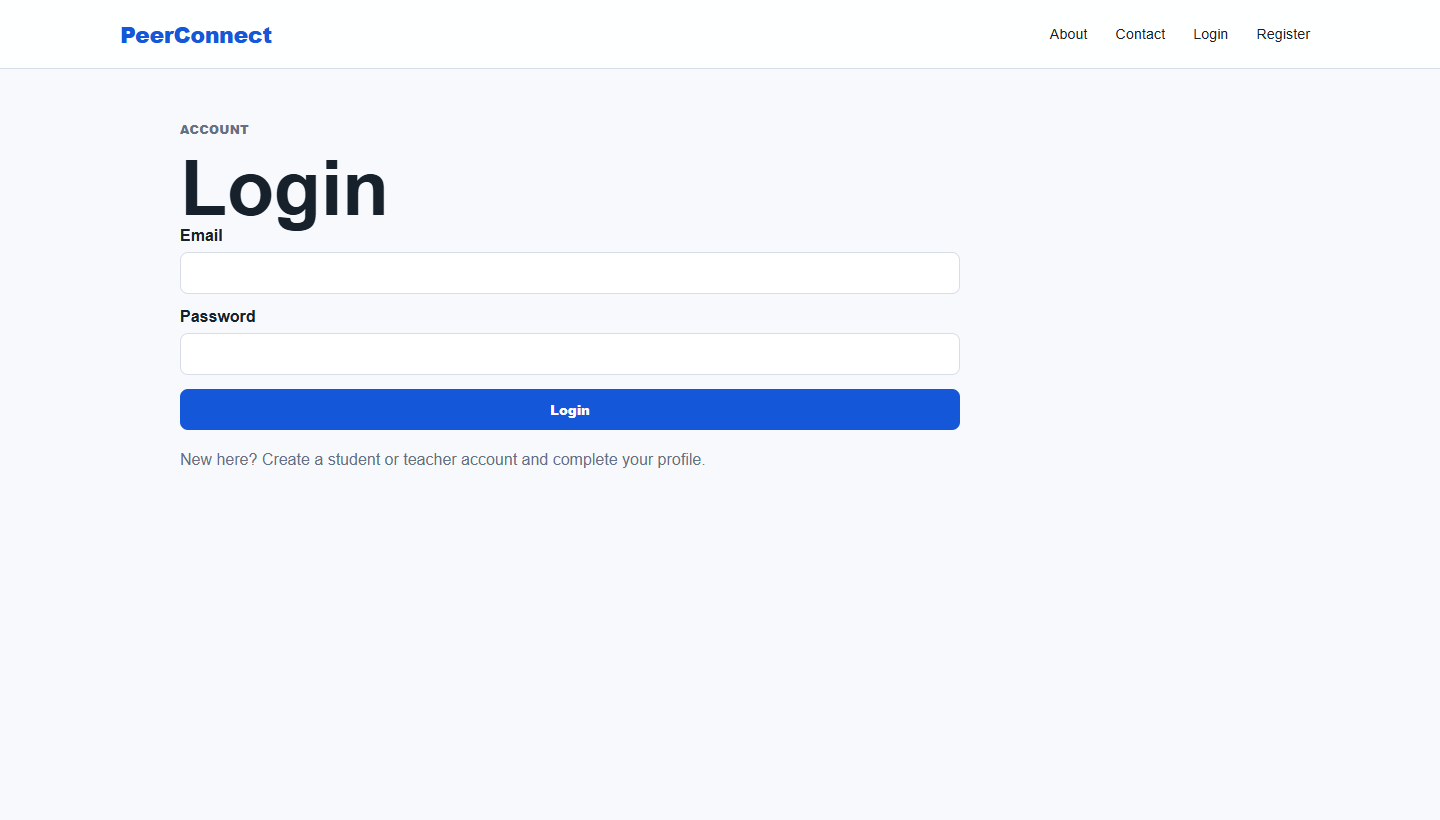 PeerConnect
About Contact Login Register
ACCOUNT
Login
Email
Password
Login
New here? Create a student or teacher account and complete your profile.